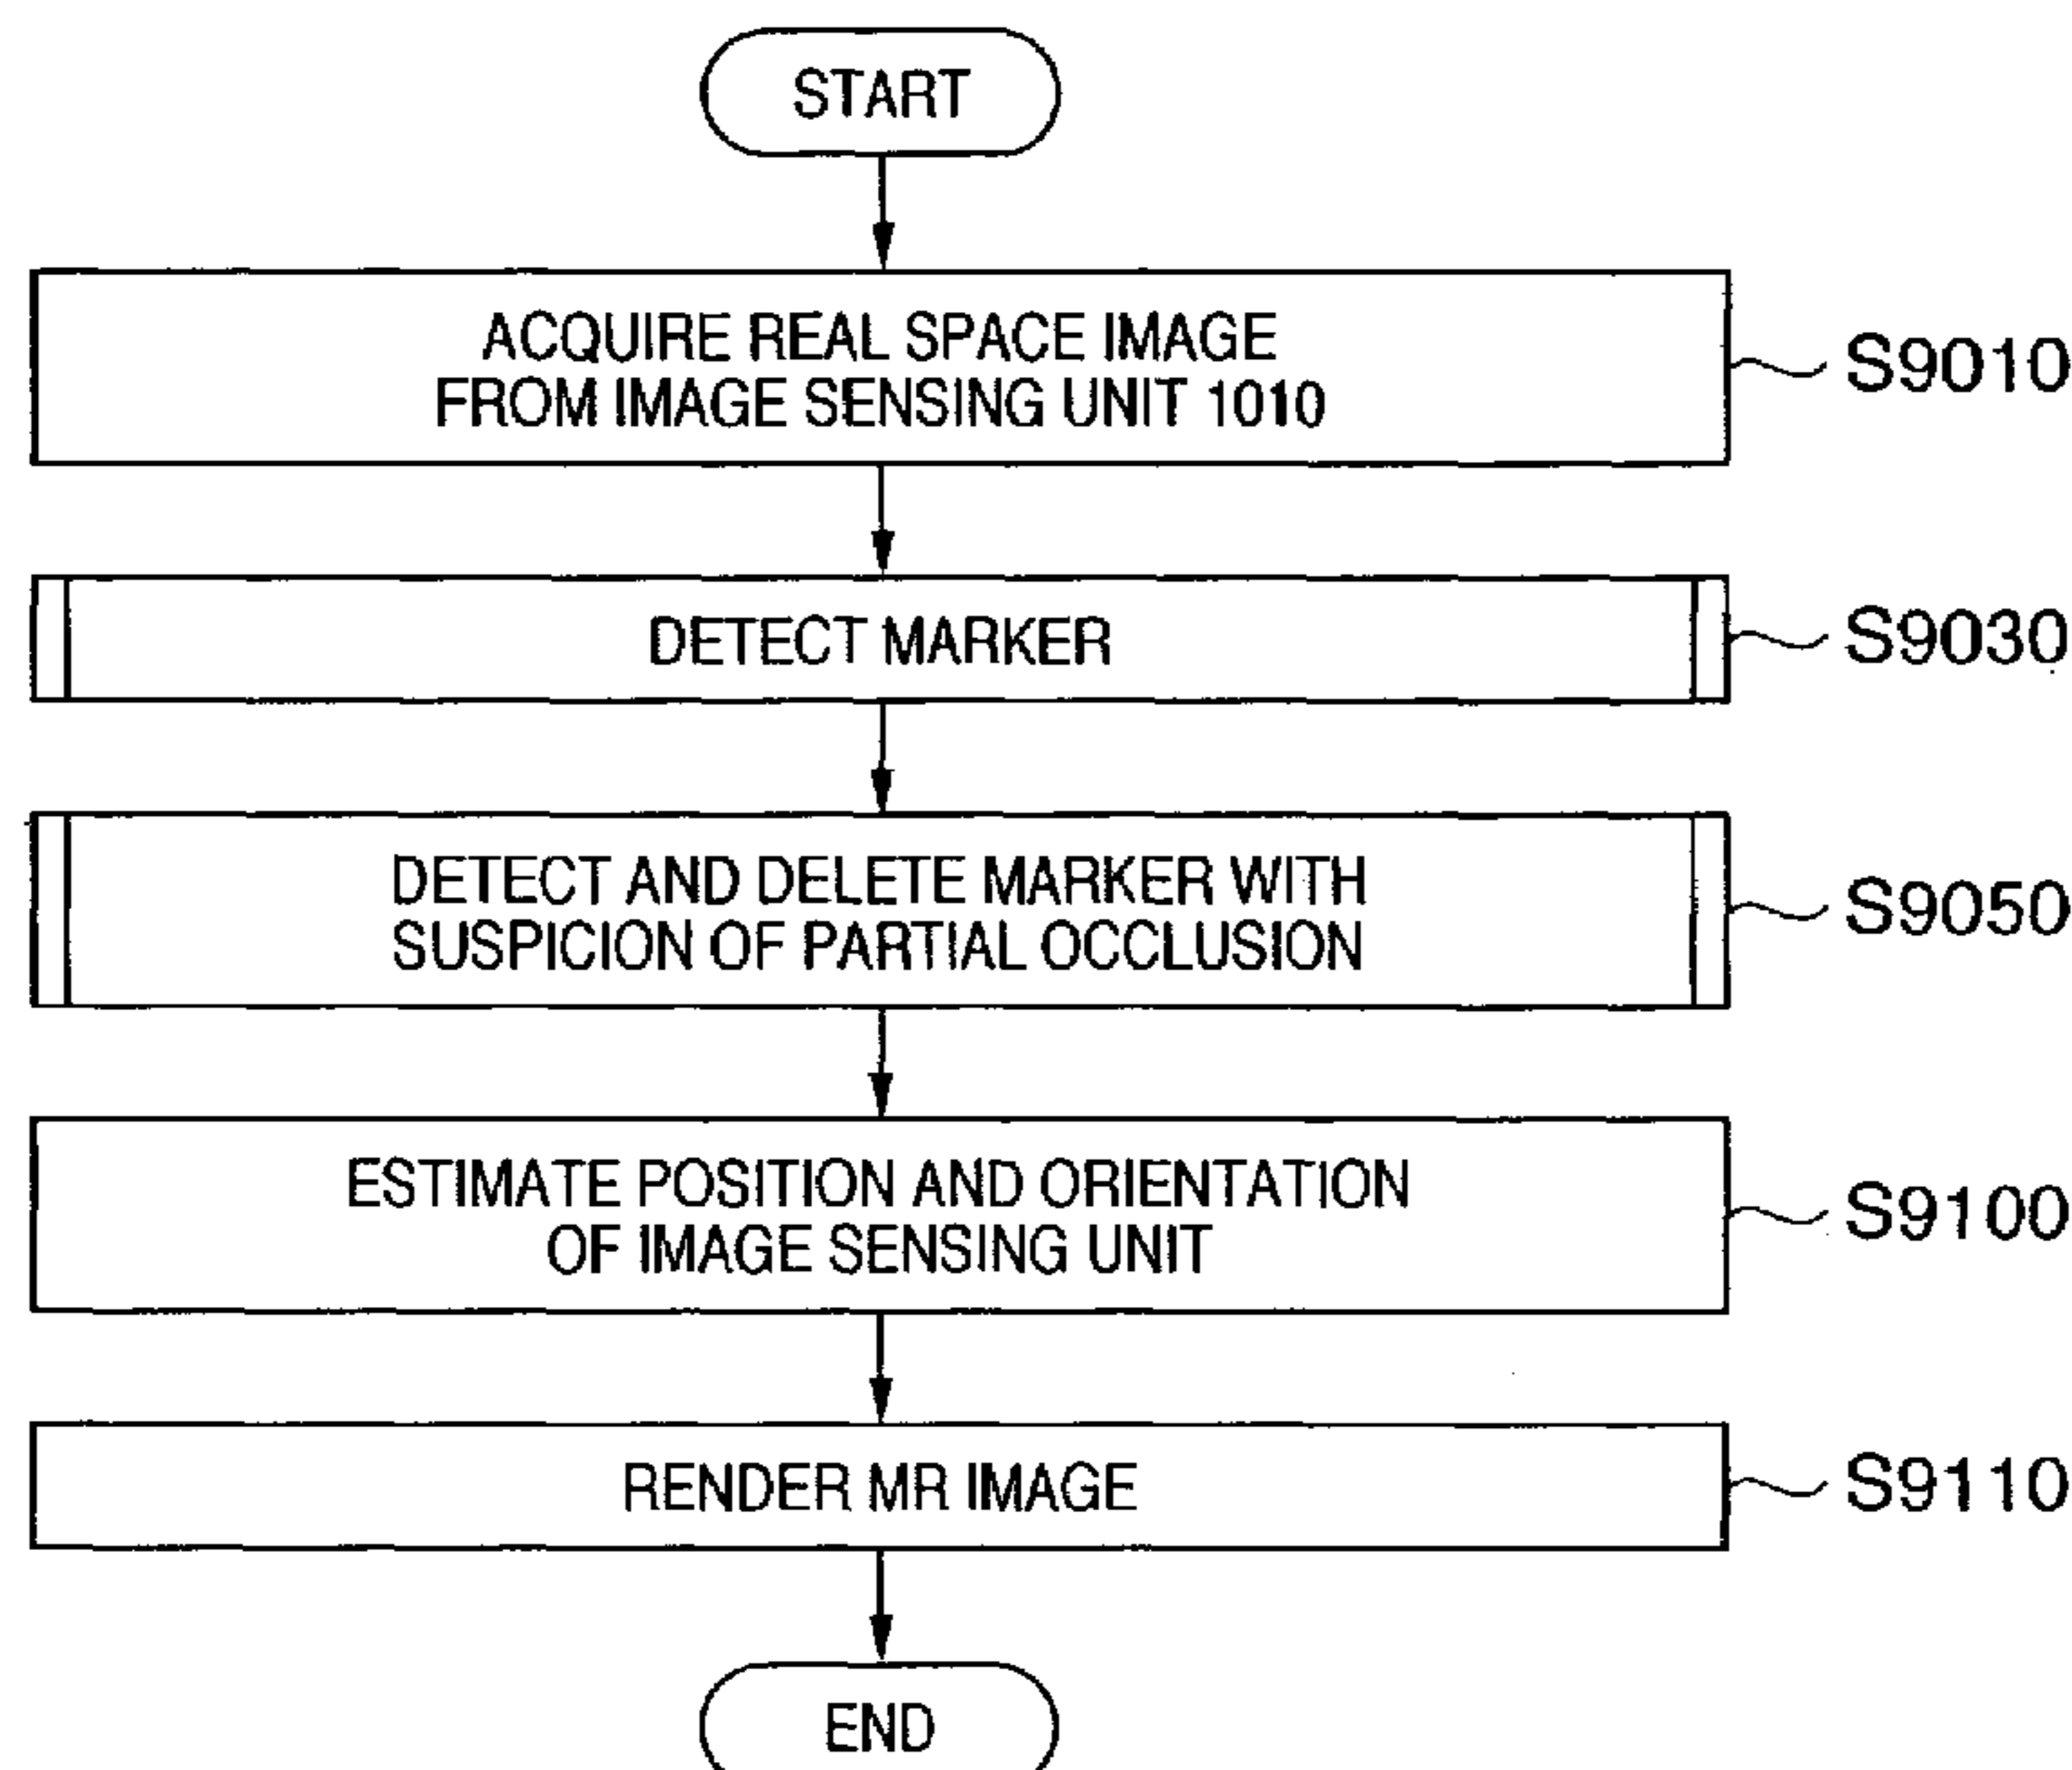 START
ACQUIRE REAL SPACE IMAGE
FROM IMAGE SENSING UNIT 1010
S9010
DETECT MARKER
S9030
DETECT AND DELETE MARKER WITH
SUSPICION OF PARTIAL OCCLUSION
S9050
ESTIMATE POSITION AND ORIENTATION
OF IMAGE SENSING UNIT
S9100
RENDER MR IMAGE
S9110
END